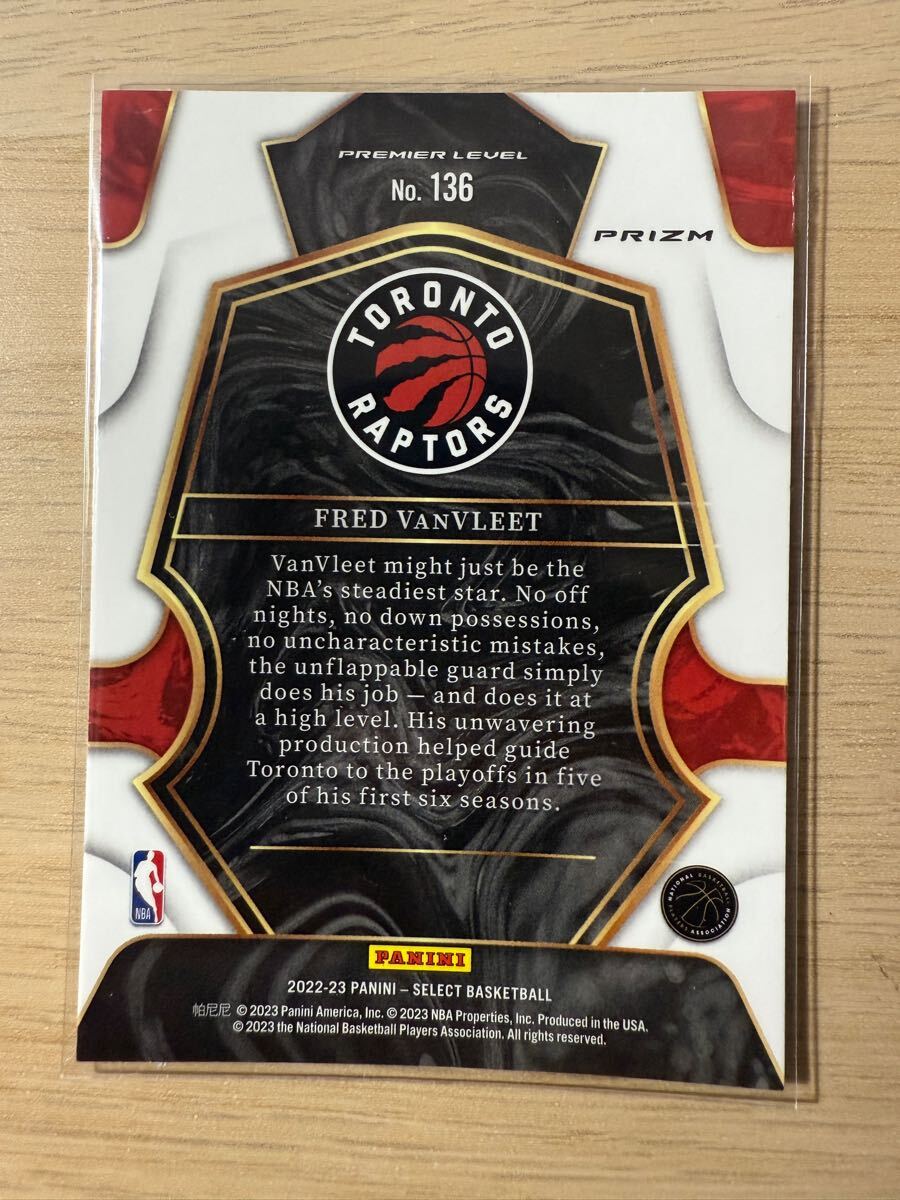 PREMIER LEVEL
No. 136
PRIZM
TORONTO
RAPTORS
FRED VANVLEET
VanVleet might just be the
NBA's steadiest star. No off
nights, no down possessions,
no uncharacteristic mistakes,
the unflappable guard simply
does his job — and does it at
a high level. His unwavering
production helped guide
Toronto to the playoffs in five
of his first six seasons.
NBA
NATIONAL BASKETBALL
PLAYERS ASSOCIATION
PANINI
2022-23 PANINI – SELECT BASKETBALL
帕尼尼 © 2023 Panini America, Inc. © 2023 NBA Properties, Inc. Produced in the USA.
© 2023 the National Basketball Players Association. All rights reserved.